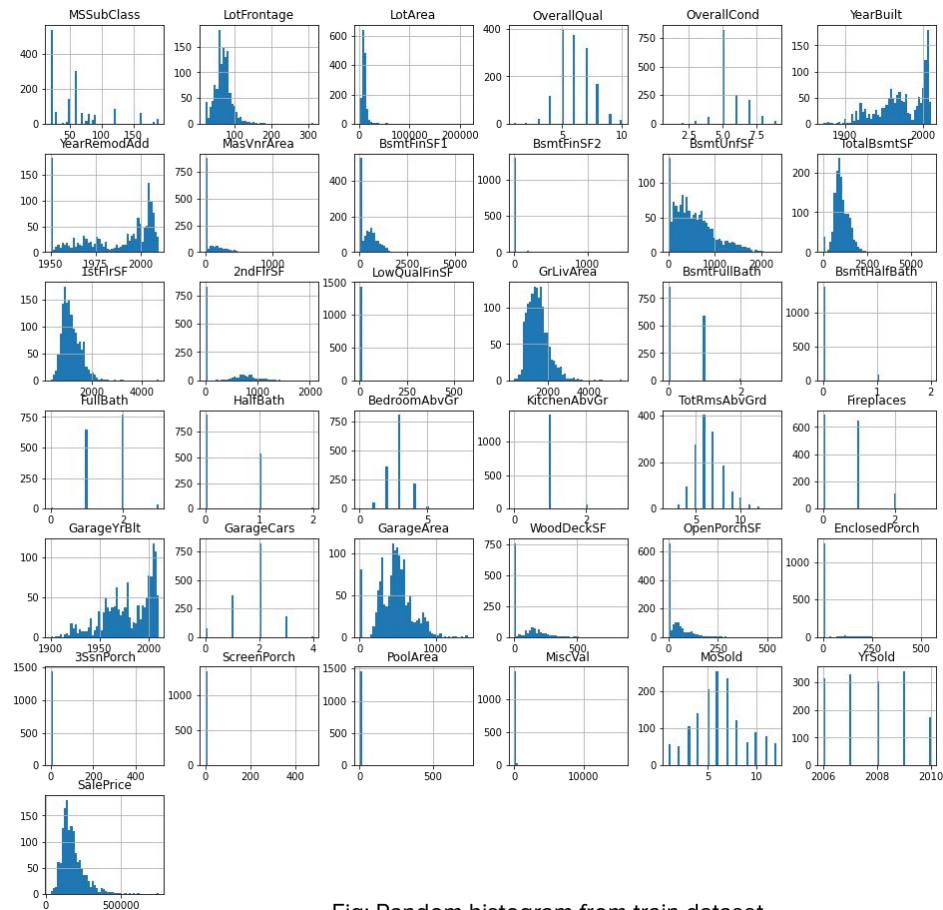 MSSubClass LotFrontage LotArea OverallQual OverallCond YearBuilt
400 150 600 400 750 150
100 400 500 100
200 200 200 250
50 50
0 0 0 0 0 0
50 100 150 100 200 300 0 100000 200000 5 10 2.5 5.0 7.5 1900 2000
YearRemodAdd MasVnrArea BsmtFinSF1 BsmtFinSF2 BsmtUnfSF TotalBsmtSF
150 750 400 1000 100 200
100 500
200 500 50 100
50 250
0 0 0 0 0 0
1950 1975 2000 0 1000 0 2500 5000 0 500 1000 0 1000 2000 0 2500 5000
1stFlrSF 2ndFlrSF LowQualFinSF GrLivArea BsmtFullBath BsmtHalfBath
150 750 1500 100 750 1000
100 500 1000 500
50 250 500 50 250 500
0 0 0 0 0 0
2000 4000 0 1000 2000 0 250 500 2000 4000 0 2 0 1 2
FullBath HalfBath BedroomAbvGr KitchenAbvGr TotRmsAbvGrd Fireplaces
750 750 750 1000 400 600
500 500 500 400
500 200
250 250 250 200
0 0 0 0 0 0
0 2 0 1 2 0 5 0 2 5 10 0 2
GarageYrBlt GarageCars GarageArea WoodDeckSF OpenPorchSF EnclosedPorch
100 750 100 750 600 1000
500 500 400
50 50 500
250 250 200
0 0 0 0 0 0
1900 1950 2000 0 2 4 0 1000 0 500 0 250 500 0 250 500
3SsnPorch ScreenPorch PoolArea MiscVal MoSold YrSold
1500 1000 1500 1000 200 300
1000 1000 200
500 500 500 500 100 100
0 0 0 0 0 0
0 200 400 0 200 400 0 500 0 10000 5 10 2006 2008 2010
SalePrice
150
100
50
0
0 500000